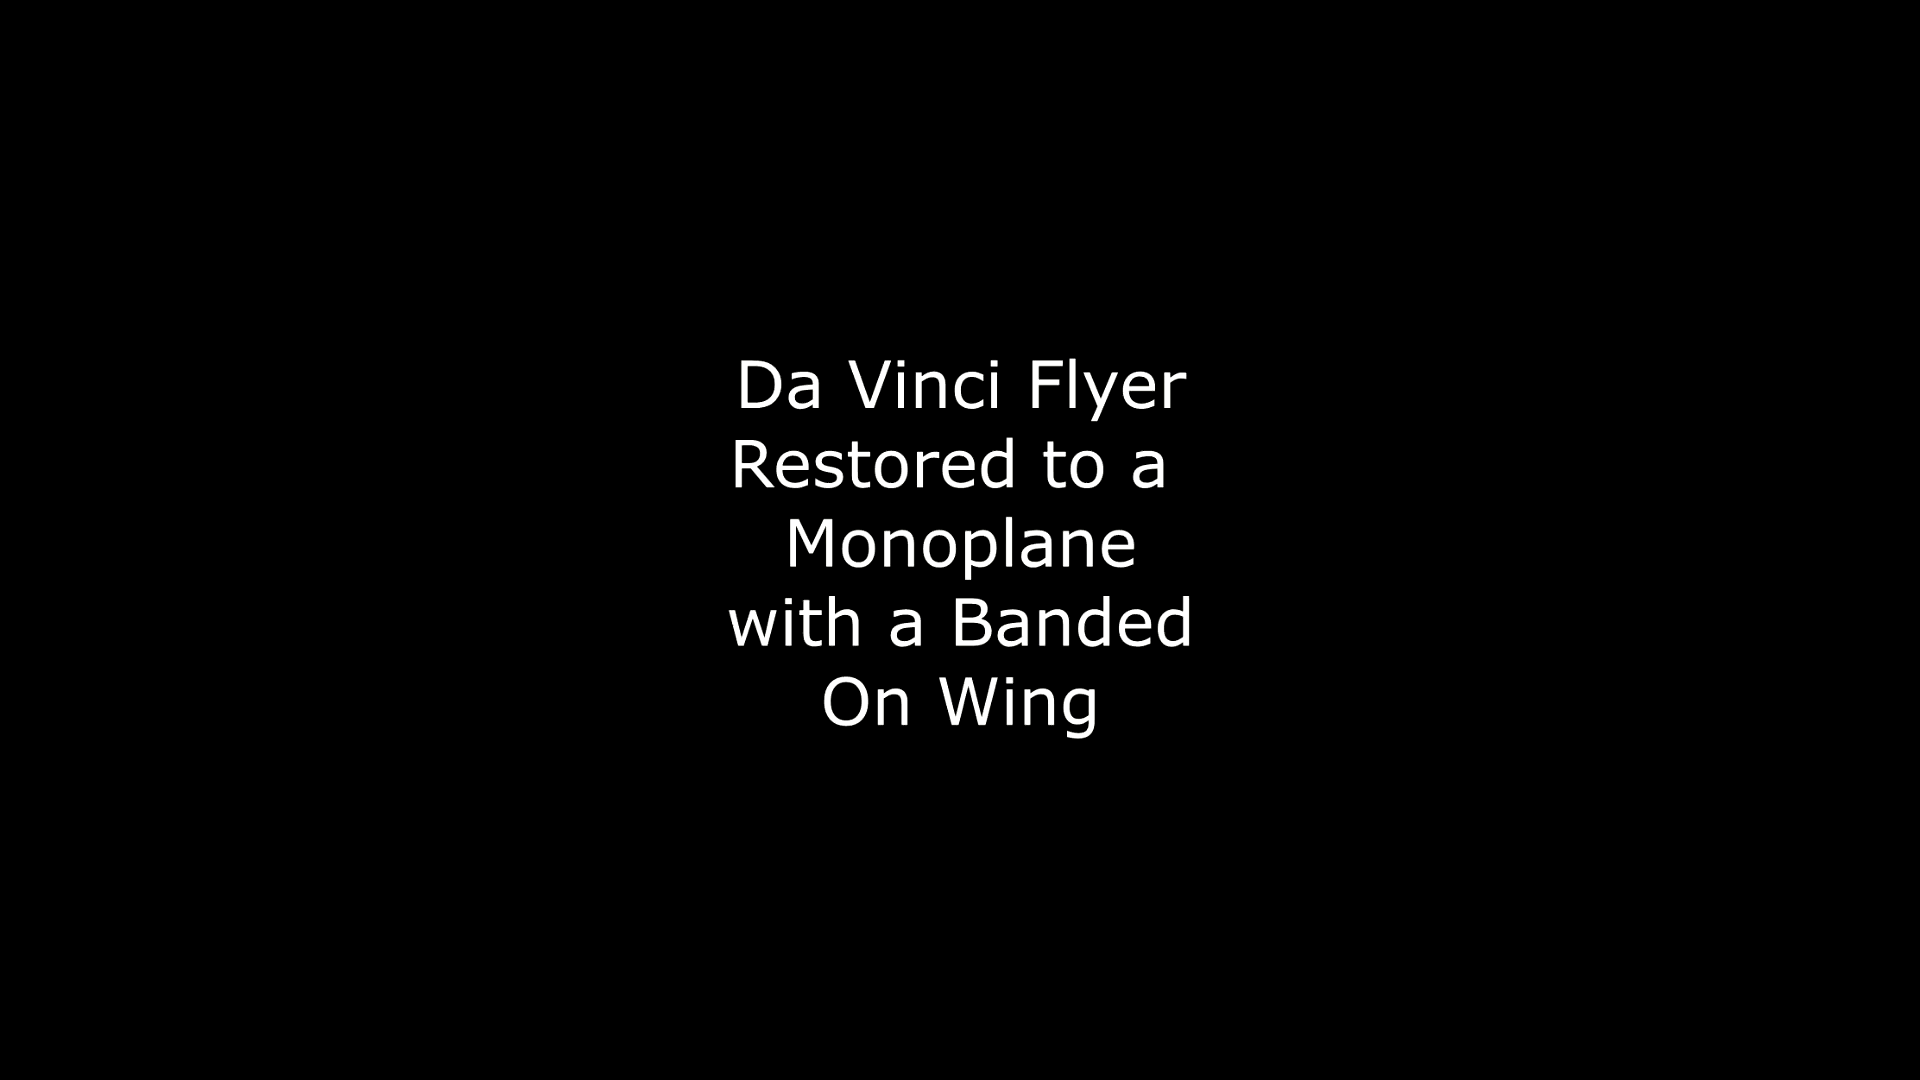 Da Vinci Flyer
Restored to a
Monoplane
with a Banded
On Wing